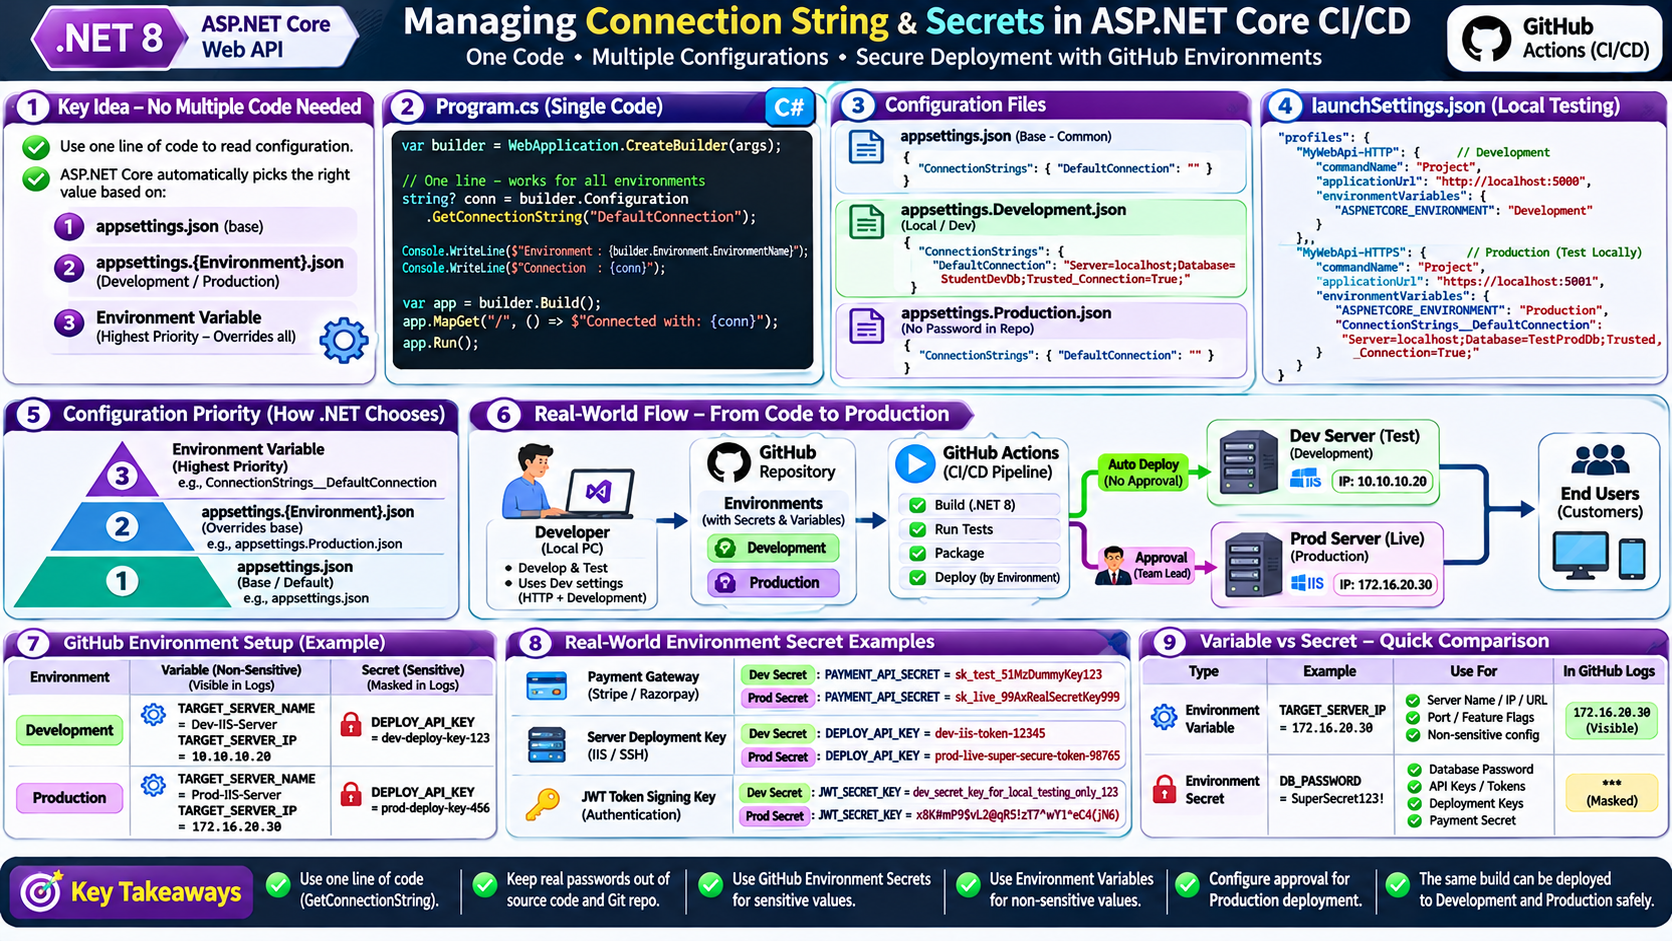 .NET 8
ASP.NET Core
Web API
Managing Connection String & Secrets in ASP.NET Core CI/CD
One Code • Multiple Configurations • Secure Deployment with GitHub Environments
GitHub
Actions (CI/CD)
1 Key Idea – No Multiple Code Needed
Use one line of code to read configuration.
ASP.NET Core automatically picks the right
value based on:
1 appsettings.json (base)
2 appsettings.{Environment}.json
(Development / Production)
3 Environment Variable
(Highest Priority – Overrides all)
2 Program.cs (Single Code)
C#
var builder = WebApplication.CreateBuilder(args);
// One line – works for all environments
string? conn = builder.Configuration
.GetConnectionString("DefaultConnection");
Console.WriteLine($"Environment : {builder.Environment.EnvironmentName}");
Console.WriteLine($"Connection : {conn}");
var app = builder.Build();
app.MapGet("/", () => $"Connected with: {conn}");
app.Run();
3 Configuration Files
appsettings.json (Base - Common)
{
"ConnectionStrings": { "DefaultConnection": "" }
}
appsettings.Development.json
(Local / Dev)
{
"ConnectionStrings": {
"DefaultConnection": "Server=localhost;Database=
StudentDevDb;Trusted_Connection=True;"
}
appsettings.Production.json
(No Password in Repo)
{
"ConnectionStrings": { "DefaultConnection": "" }
}
4 launchSettings.json (Local Testing)
"profiles": {
"MyWebApi-HTTP": { // Development
"commandName": "Project",
"applicationUrl": "http://localhost:5000",
"environmentVariables": {
"ASPNETCORE_ENVIRONMENT": "Development"
}
},,
"MyWebApi-HTTPS": { // Production (Test Locally)
"commandName": "Project",
"applicationUrl": "https://localhost:5001",
"environmentVariables": {
"ASPNETCORE_ENVIRONMENT": "Production",
"ConnectionStrings__DefaultConnection":
"Server=localhost;Database=TestProdDb;Trusted,
} _Connection=True;"
}
}
5 Configuration Priority (How .NET Chooses)
3
Environment Variable
(Highest Priority)
e.g., ConnectionStrings__DefaultConnection
2
appsettings.{Environment}.json
(Overrides base)
e.g., appsettings.Production.json
1
appsettings.json
(Base / Default)
e.g., appsettings.json
6 Real-World Flow – From Code to Production
Developer
(Local PC)
• Develop & Test
• Uses Dev settings
(HTTP + Development)
GitHub
Repository
Environments
(with Secrets & Variables)
Development
Production
GitHub Actions
(CI/CD Pipeline)
Build (.NET 8)
Run Tests
Package
Deploy (by Environment)
Auto Deploy
(No Approval)
Approval
(Team Lead)
Dev Server (Test)
(Development)
IIS
IP: 10.10.10.20
Prod Server (Live)
(Production)
IIS
IP: 172.16.20.30
End Users
(Customers)
7 GitHub Environment Setup (Example)
Environment
Variable (Non-Sensitive)
(Visible in Logs)
Secret (Sensitive)
(Masked in Logs)
Development
TARGET_SERVER_NAME
= Dev-IIS-Server
TARGET_SERVER_IP
= 10.10.10.20
DEPLOY_API_KEY
= dev-deploy-key-123
Production
TARGET_SERVER_NAME
= Prod-IIS-Server
TARGET_SERVER_IP
= 172.16.20.30
DEPLOY_API_KEY
= prod-deploy-key-456
8 Real-World Environment Secret Examples
Payment Gateway
(Stripe / Razorpay)
Dev Secret : PAYMENT_API_SECRET = sk_test_51MzDummyKey123
Prod Secret : PAYMENT_API_SECRET = sk_live_99AxRealSecretKey999
Server Deployment Key
(IIS / SSH)
Dev Secret : DEPLOY_API_KEY = dev-iis-token-12345
Prod Secret : DEPLOY_API_KEY = prod-live-super-secure-token-98765
JWT Token Signing Key
(Authentication)
Dev Secret : JWT_SECRET_KEY = dev_secret_key_for_local_testing_only_123
Prod Secret : JWT_SECRET_KEY = x8K#mP9$vL2@qR5!zT7^wY1*eC4(jN6)
9 Variable vs Secret – Quick Comparison
Type
Example
Use For
In GitHub Logs
Environment
Variable
TARGET_SERVER_IP
= 172.16.20.30
Server Name / IP / URL
Port / Feature Flags
Non-sensitive config
172.16.20.30
(Visible)
Environment
Secret
DB_PASSWORD
= SuperSecret123!
Database Password
API Keys / Tokens
Deployment Keys
Payment Secret
***
(Masked)
Key Takeaways
Use one line of code
(GetConnectionString).
Keep real passwords out of
source code and Git repo.
Use GitHub Environment Secrets
for sensitive values.
Use Environment Variables
for non-sensitive values.
Configure approval for
Production deployment.
The same build can be deployed
to Development and Production safely.